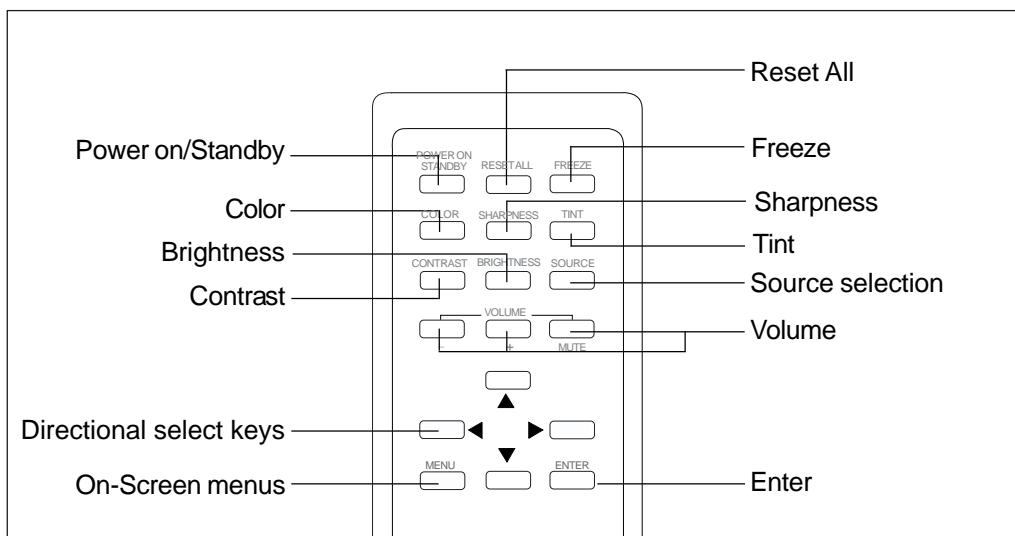 Reset All
Power on/Standby
POWER ON
STANDBY
RESET ALL
FREEZE
Freeze
Color
COLOR
SHARPNESS
TINT
Sharpness
Tint
Brightness
CONTRAST
BRIGHTNESS
SOURCE
Source selection
Contrast
VOLUME
Volume
-
+
MUTE
Directional select keys
MENU
ENTER
On-Screen menus
Enter